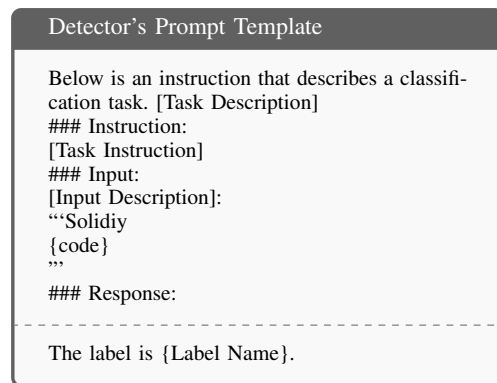 Detector's Prompt Template
Below is an instruction that describes a classifi-
cation task. [Task Description]
### Instruction:
[Task Instruction]
### Input:
[Input Description]:
“‘Solidiy
{code}
”’
### Response:
The label is {Label Name}.